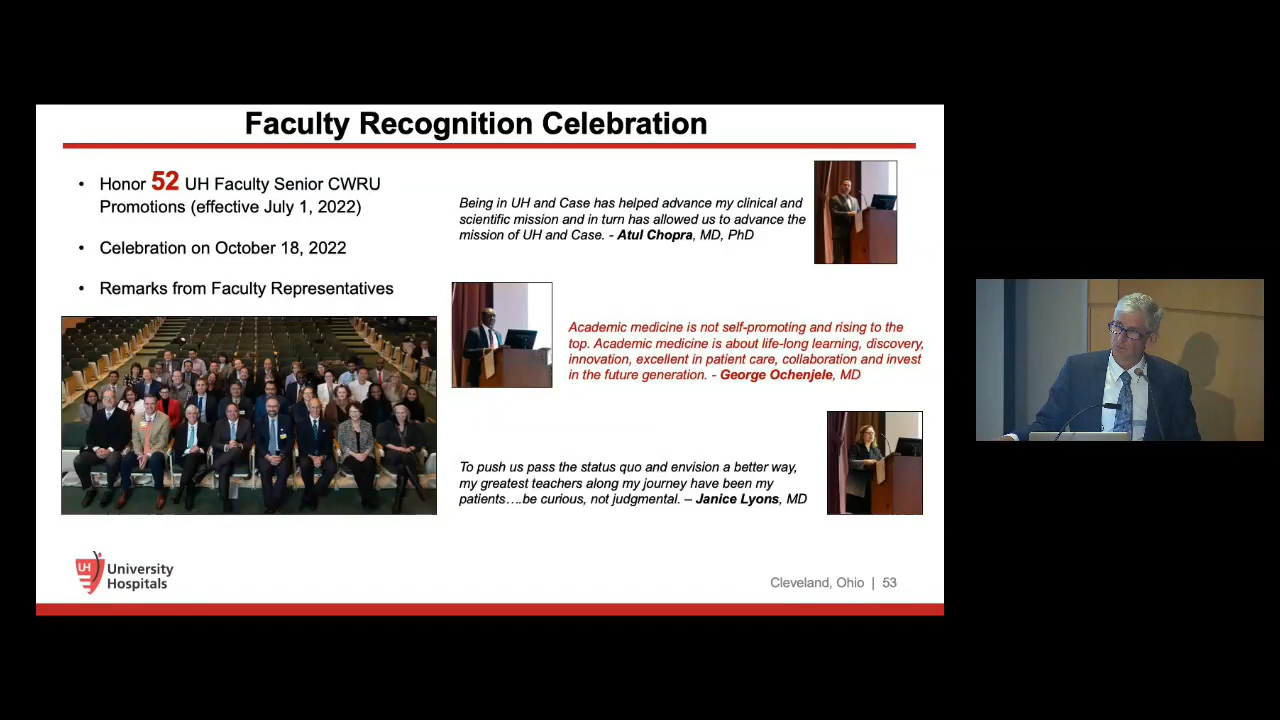 Faculty Recognition Celebration
• Honor 52 UH Faculty Senior CWRU
Promotions (effective July 1, 2022)
• Celebration on October 18, 2022
• Remarks from Faculty Representatives
Being in UH and Case has helped advance my clinical and
scientific mission and in turn has allowed us to advance the
mission of UH and Case. - Atul Chopra, MD, PhD
Academic medicine is not self-promoting and rising to the
top. Academic medicine is about life-long learning, discovery,
innovation, excellent in patient care, collaboration and invest
in the future generation. - George Ochenjele, MD
To push us pass the status quo and envision a better way,
my greatest teachers along my journey have been my
patients….be curious, not judgmental. – Janice Lyons, MD
UH
University
Hospitals
Cleveland, Ohio | 53